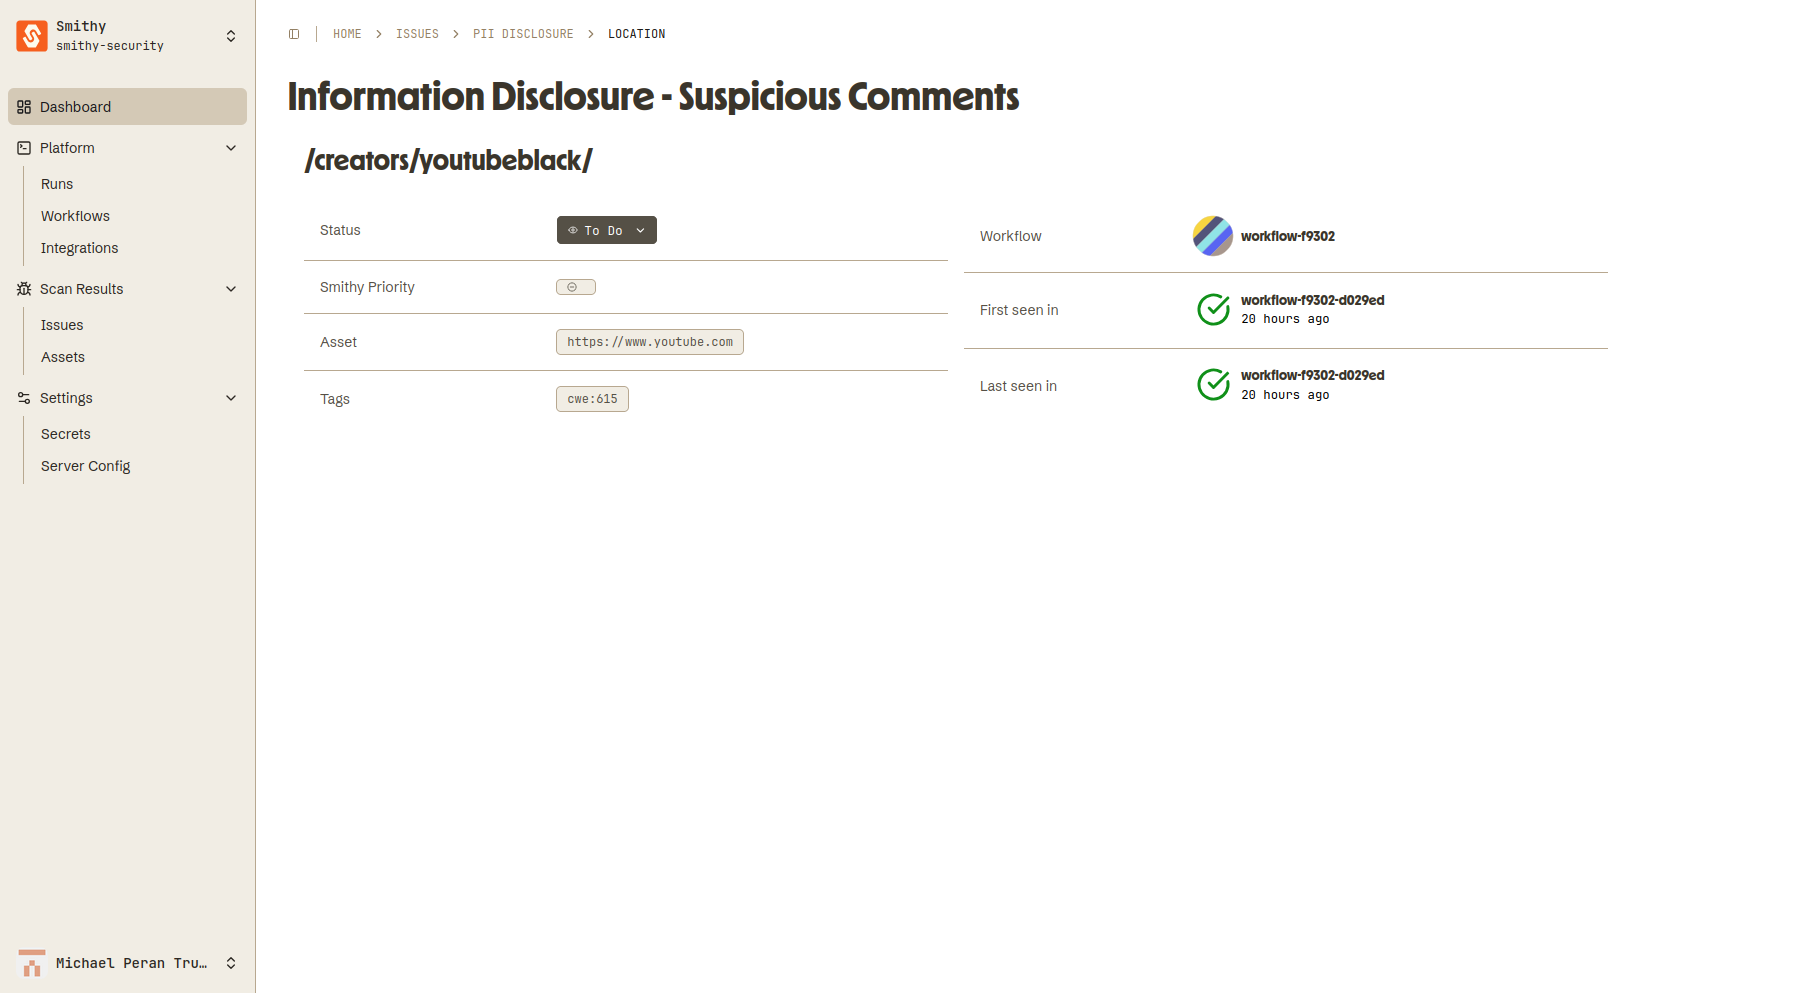 Smithy
smithy-security
Dashboard
Platform
Runs
Workflows
Integrations
Scan Results
Issues
Assets
Settings
Secrets
Server Config
Michael Peran Tru…
HOME > ISSUES > PII DISCLOSURE > LOCATION
Information Disclosure - Suspicious Comments
/creators/youtubeblack/
Status To Do
Smithy Priority
Asset https://www.youtube.com
Tags cwe:615
Workflow workflow-f9302
First seen in workflow-f9302-d029ed
20 hours ago
Last seen in workflow-f9302-d029ed
20 hours ago